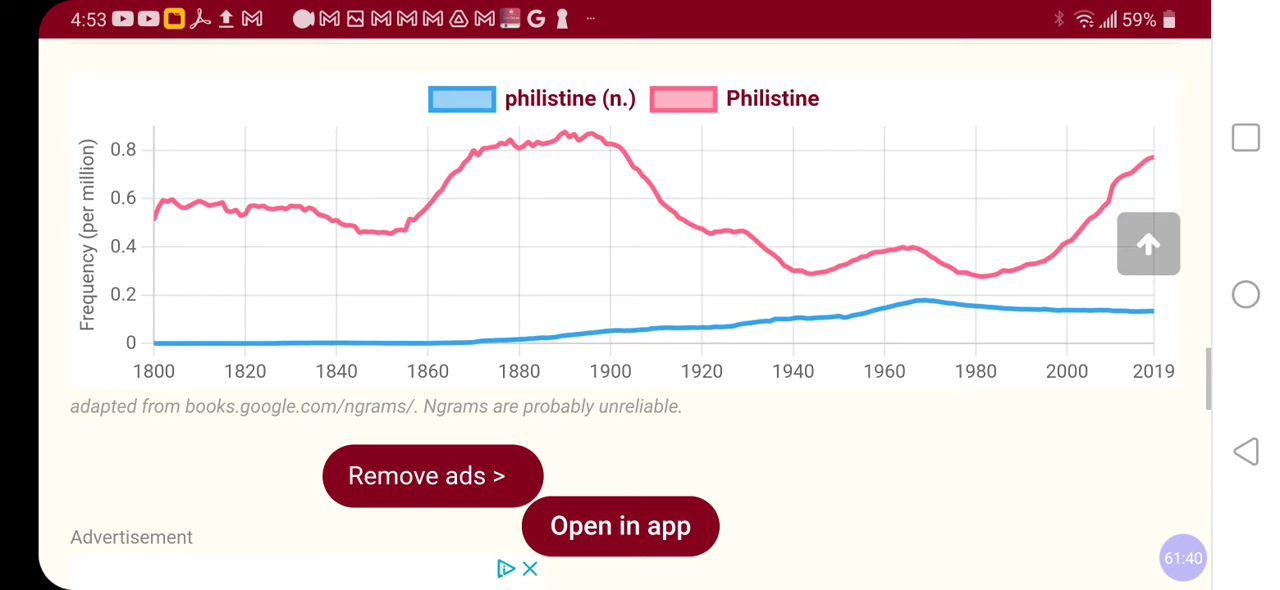 4:53 59%
philistine (n.) Philistine
Frequency (per million)
0.8
0.6
0.4
0.2
0
1800 1820 1840 1860 1880 1900 1920 1940 1960 1980 2000 2019
adapted from books.google.com/ngrams/. Ngrams are probably unreliable.
Remove ads >
Open in app
Advertisement
61:40